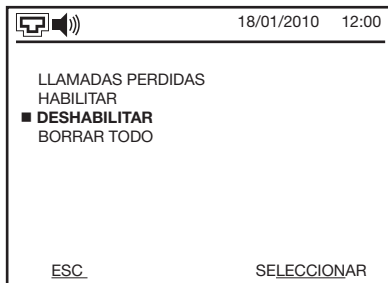 18/01/2010 12:00
LLAMADAS PERDIDAS
HABILITAR
DESHABILITAR
BORRAR TODO
ESC SELECCIONAR